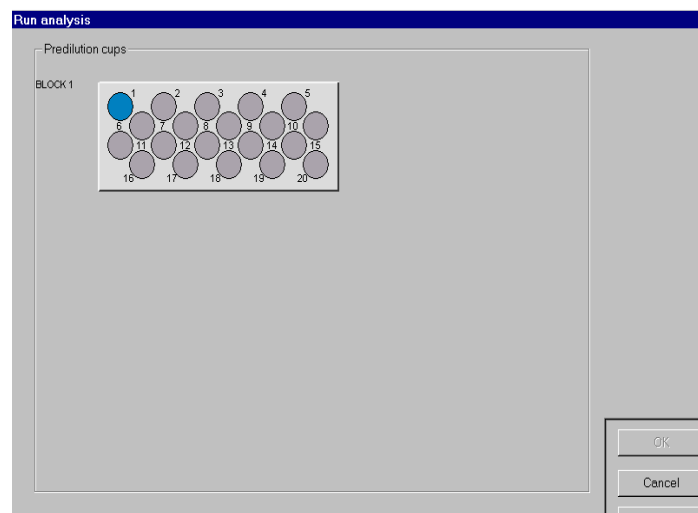 Run analysis
Predilution cups
BLOCK 1
1 2 3 4 5
6 7 8 9 10
11 12 13 14 15
16 17 18 19 20
OK
Cancel